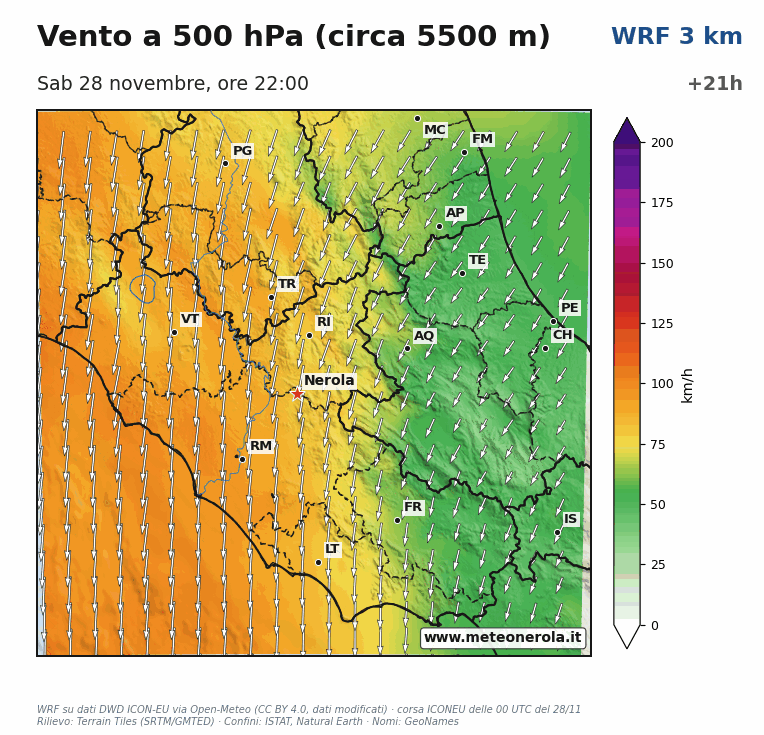 Vento a 500 hPa (circa 5500 m)
WRF 3 km
Sab 28 novembre, ore 22:00
+21h
MC
FM
PG
AP
TE
TR
PE
VT
RI
CH
AQ
Nerola
RM
FR
IS
LT
www.meteonerola.it
200
175
150
125
100
75
50
25
0
km/h
WRF su dati DWD ICON-EU via Open-Meteo (CC BY 4.0, dati modificati) · corsa ICONEU delle 00 UTC del 28/11
Rilievo: Terrain Tiles (SRTM/GMTED) · Confini: ISTAT, Natural Earth · Nomi: GeoNames